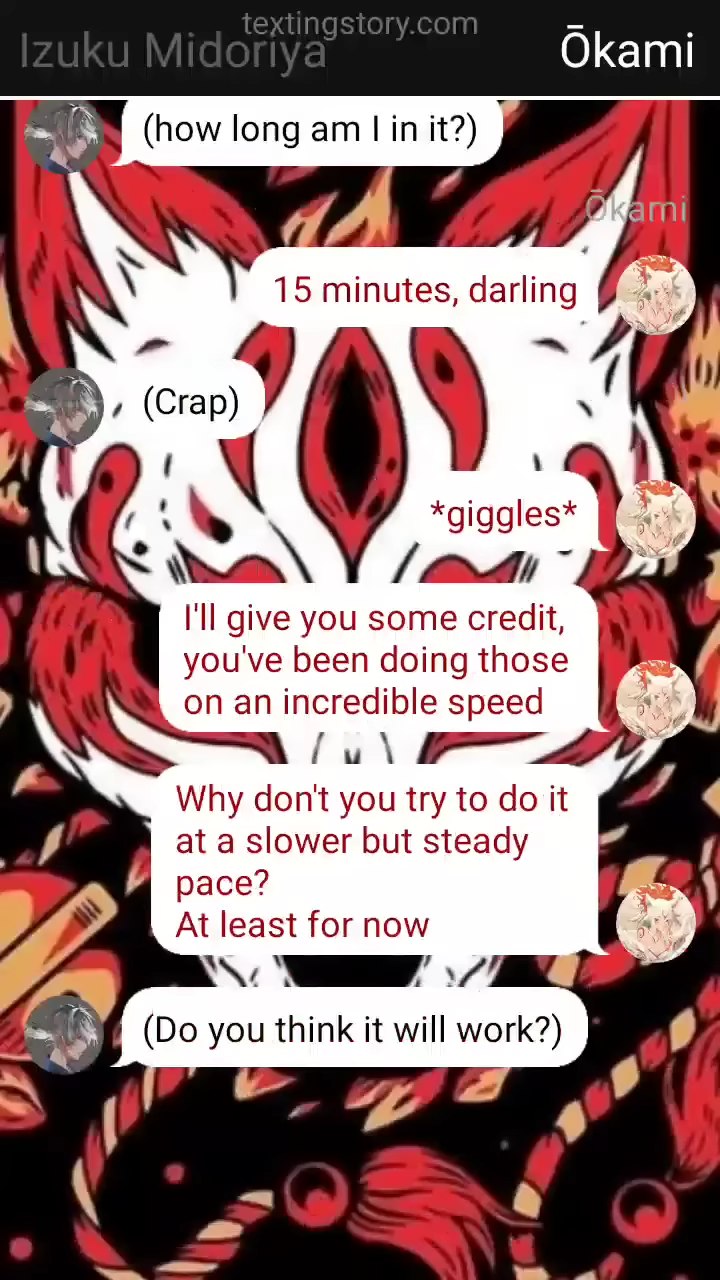 textingstory.com
Izuku Midoriya
Ōkami
(how long am I in it?)
Ōkami
15 minutes, darling
(Crap)
*giggles*
I'll give you some credit,
you've been doing those
on an incredible speed
Why don't you try to do it
at a slower but steady
pace?
At least for now
(Do you think it will work?)